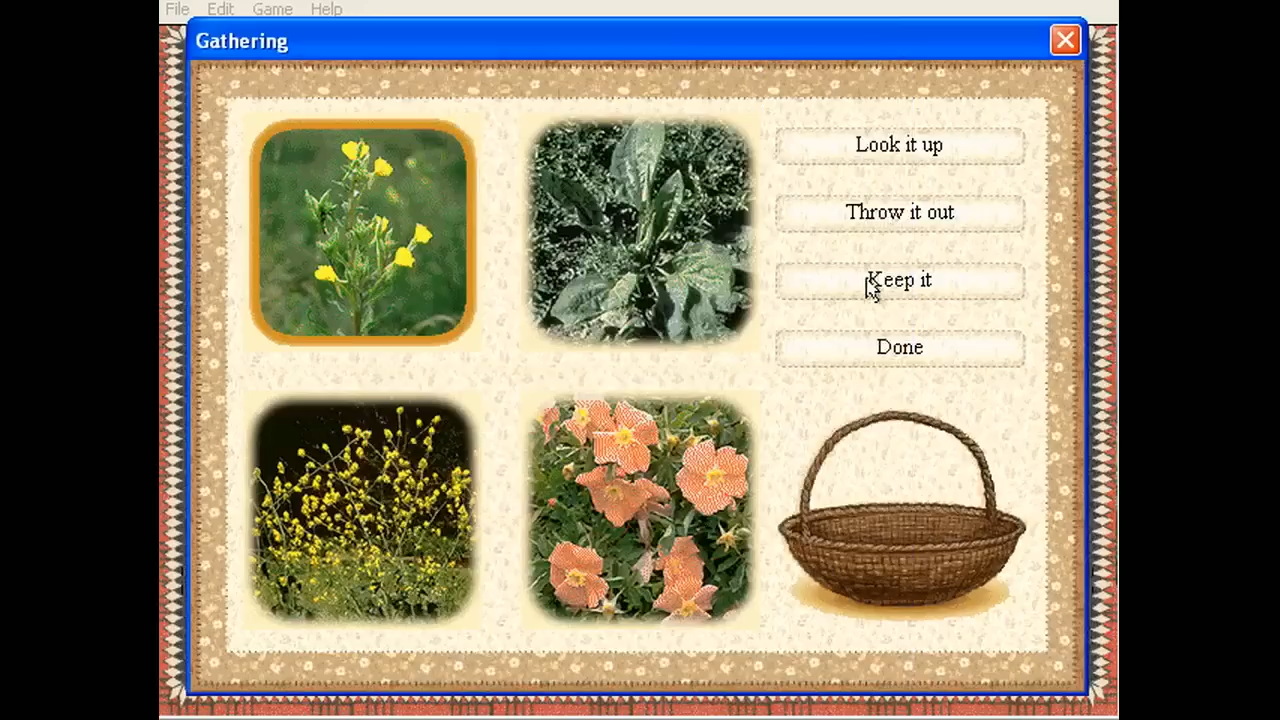 File Edit Game Help
Gathering
Look it up
Throw it out
Keep it
Done